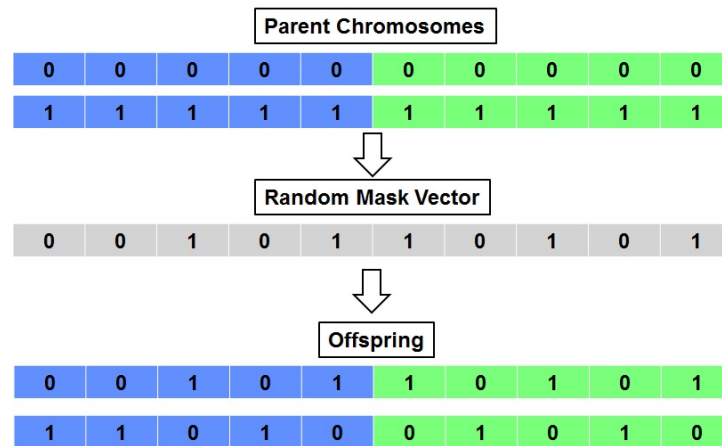 Parent Chromosomes
0 0 0 0 0 0 0 0 0 0
1 1 1 1 1 1 1 1 1 1
Random Mask Vector
0 0 1 0 1 1 0 1 0 1
Offspring
0 0 1 0 1 1 0 1 0 1
1 1 0 1 0 0 1 0 1 0